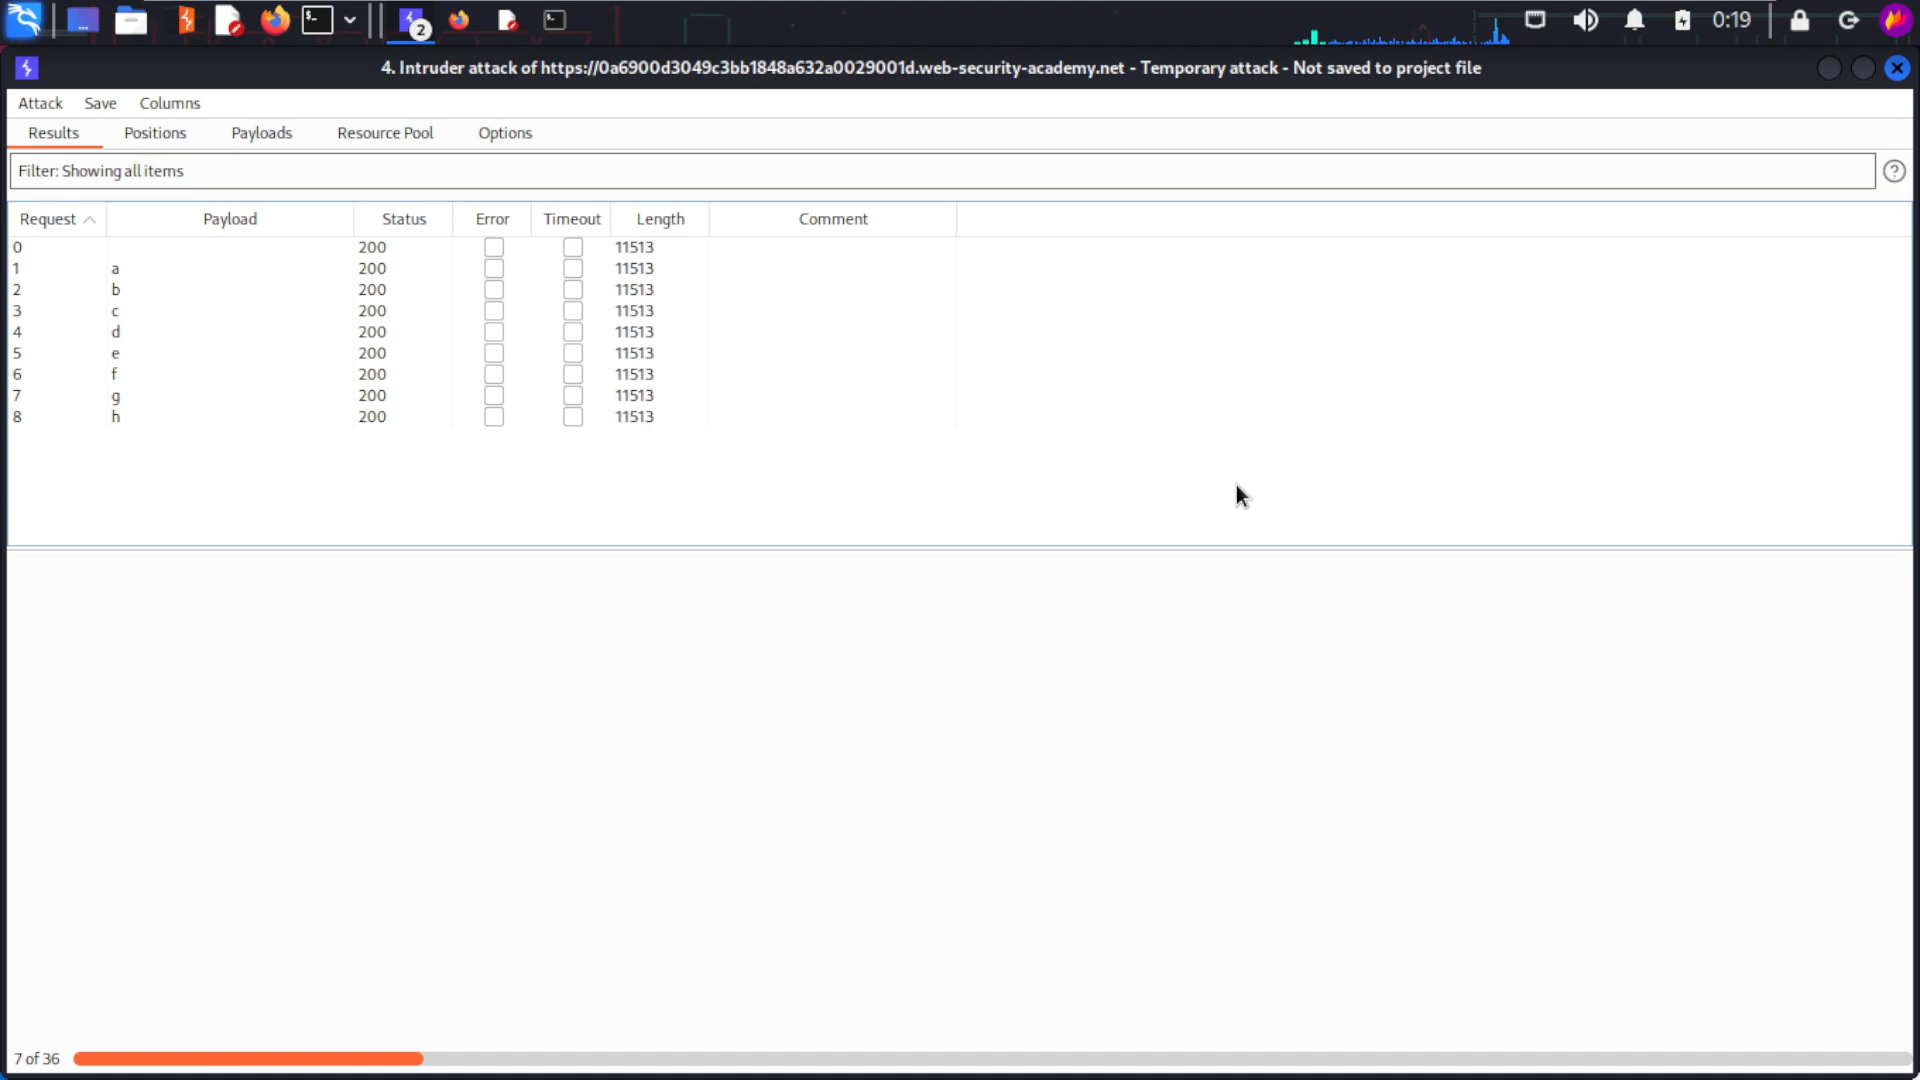 2
0:19
4. Intruder attack of https://0a6900d3049c3bb1848a632a0029001d.web-security-academy.net - Temporary attack - Not saved to project file
Attack Save Columns
Results Positions Payloads Resource Pool Options
Filter: Showing all items
Request Payload Status Error Timeout Length Comment
0 200 11513
1 a 200 11513
2 b 200 11513
3 c 200 11513
4 d 200 11513
5 e 200 11513
6 f 200 11513
7 g 200 11513
8 h 200 11513
7 of 36